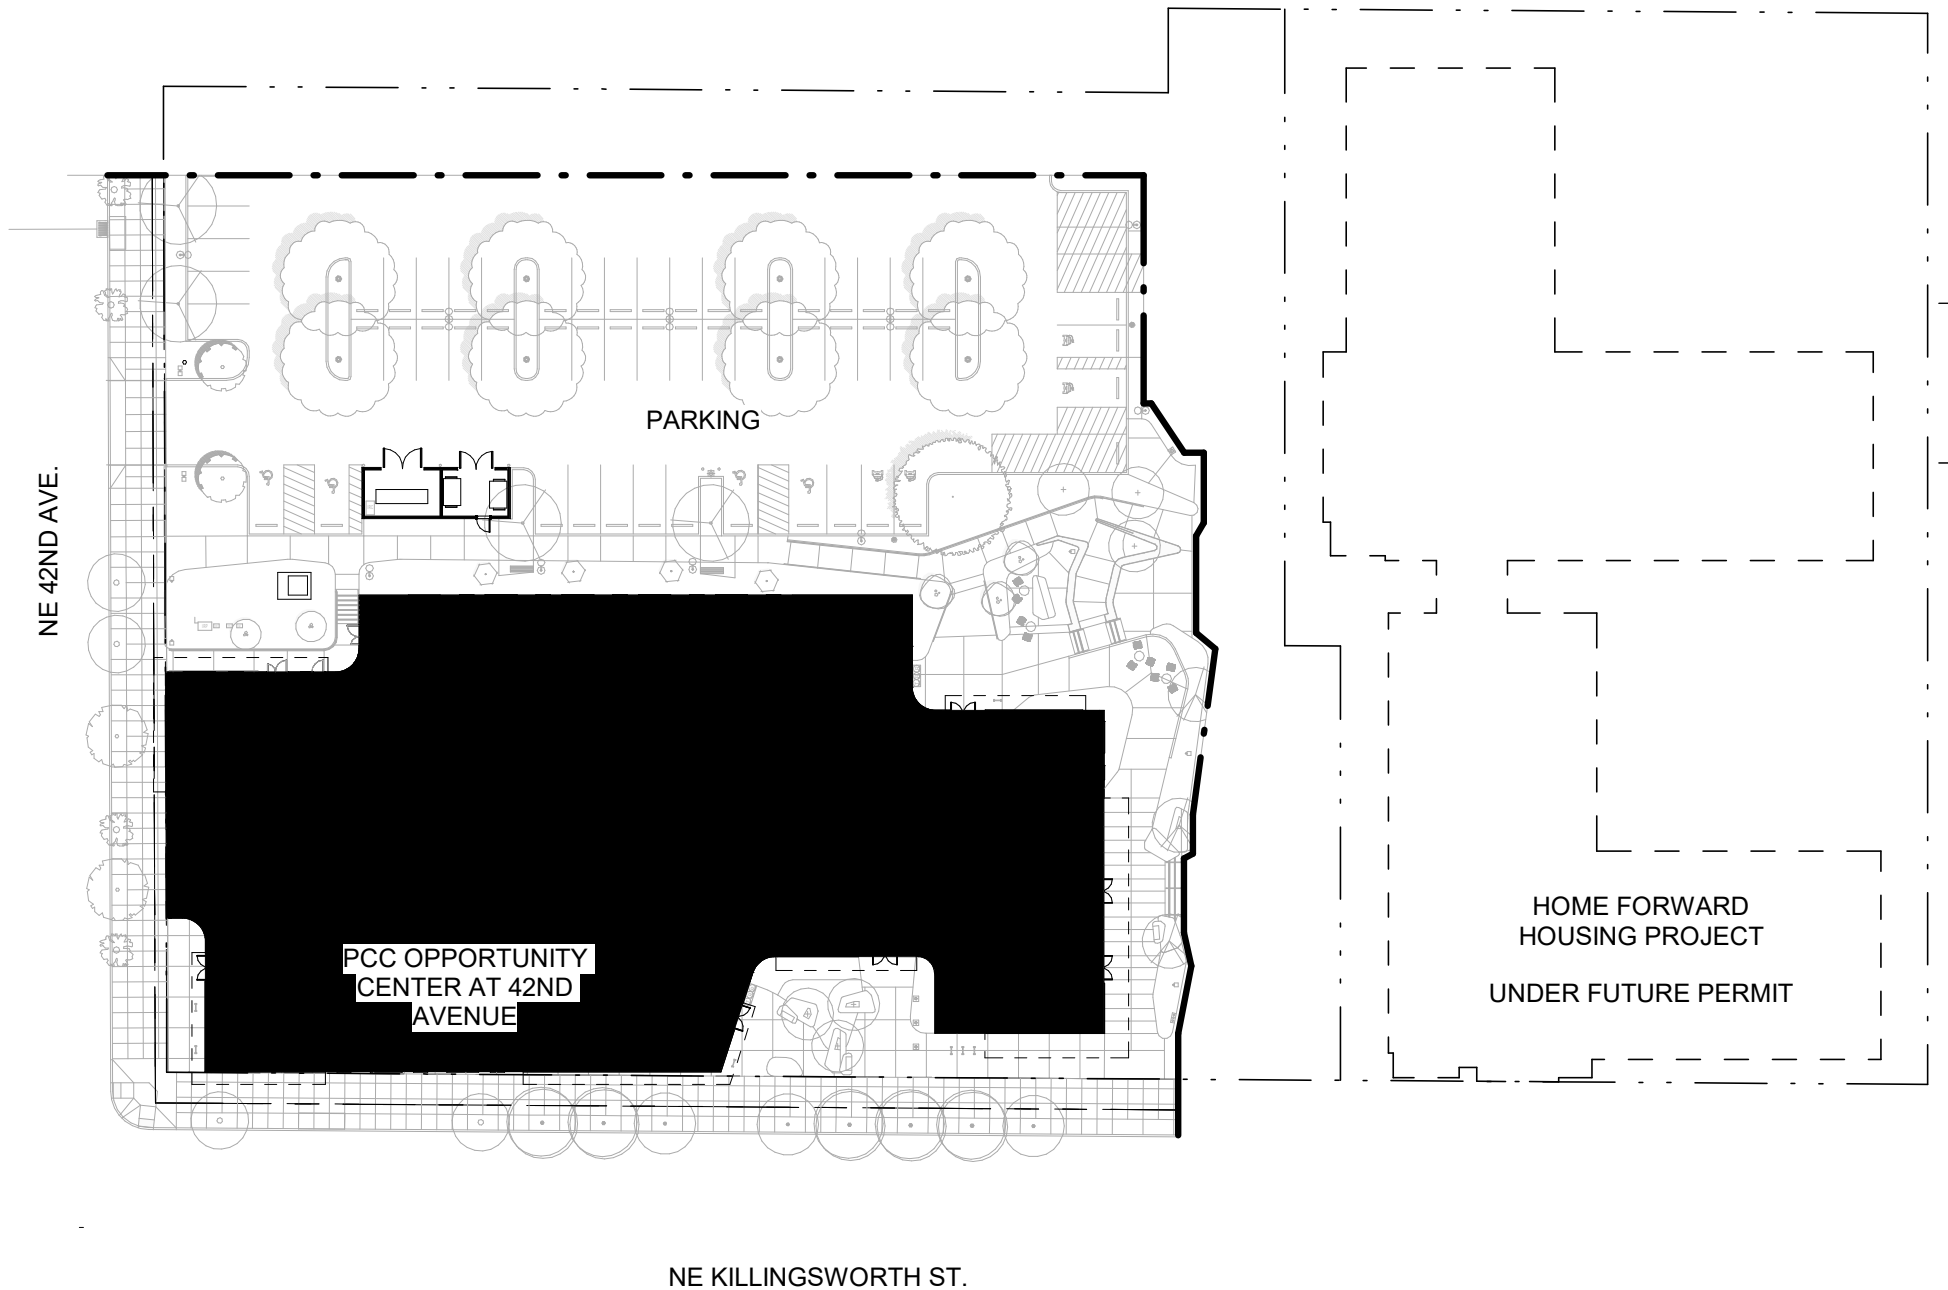 PARKING
NE 42ND AVE.
PCC OPPORTUNITY
CENTER AT 42ND
AVENUE
HOME FORWARD
HOUSING PROJECT
UNDER FUTURE PERMIT
NE KILLINGSWORTH ST.